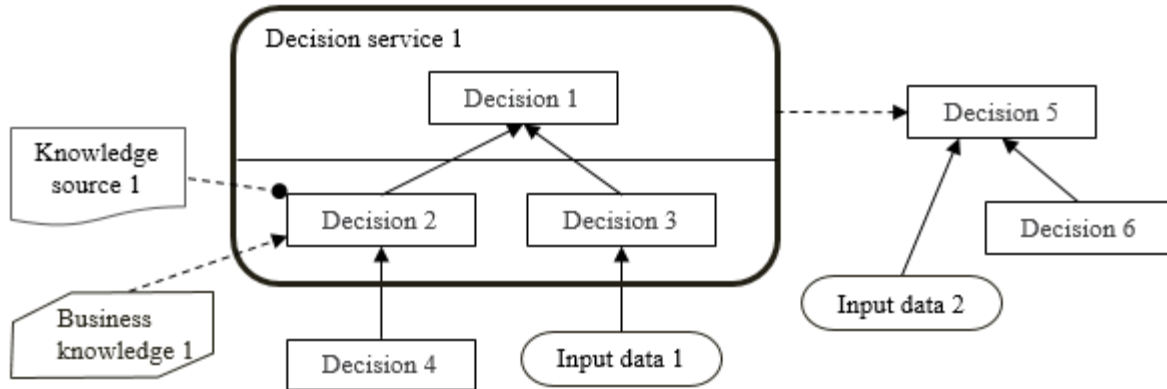 Decision service 1
Decision 1
Decision 5
Knowledge
source 1
Decision 2
Decision 3
Decision 6
Business
knowledge 1
Input data 2
Decision 4
Input data 1